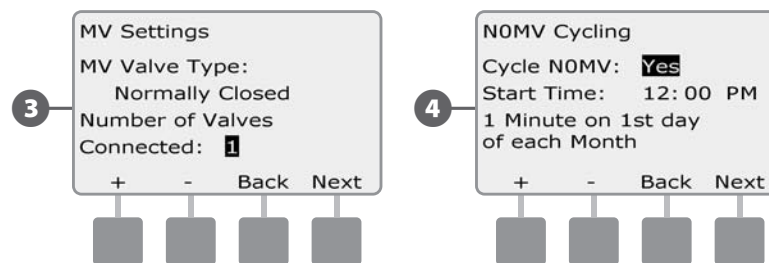 3
MV Settings
MV Valve Type:
Normally Closed
Number of Valves
Connected: 1
+ - Back Next
4
N0MV Cycling
Cycle N0MV: Yes
Start Time: 12:00 PM
1 Minute on 1st day
of each Month
+ - Back Next